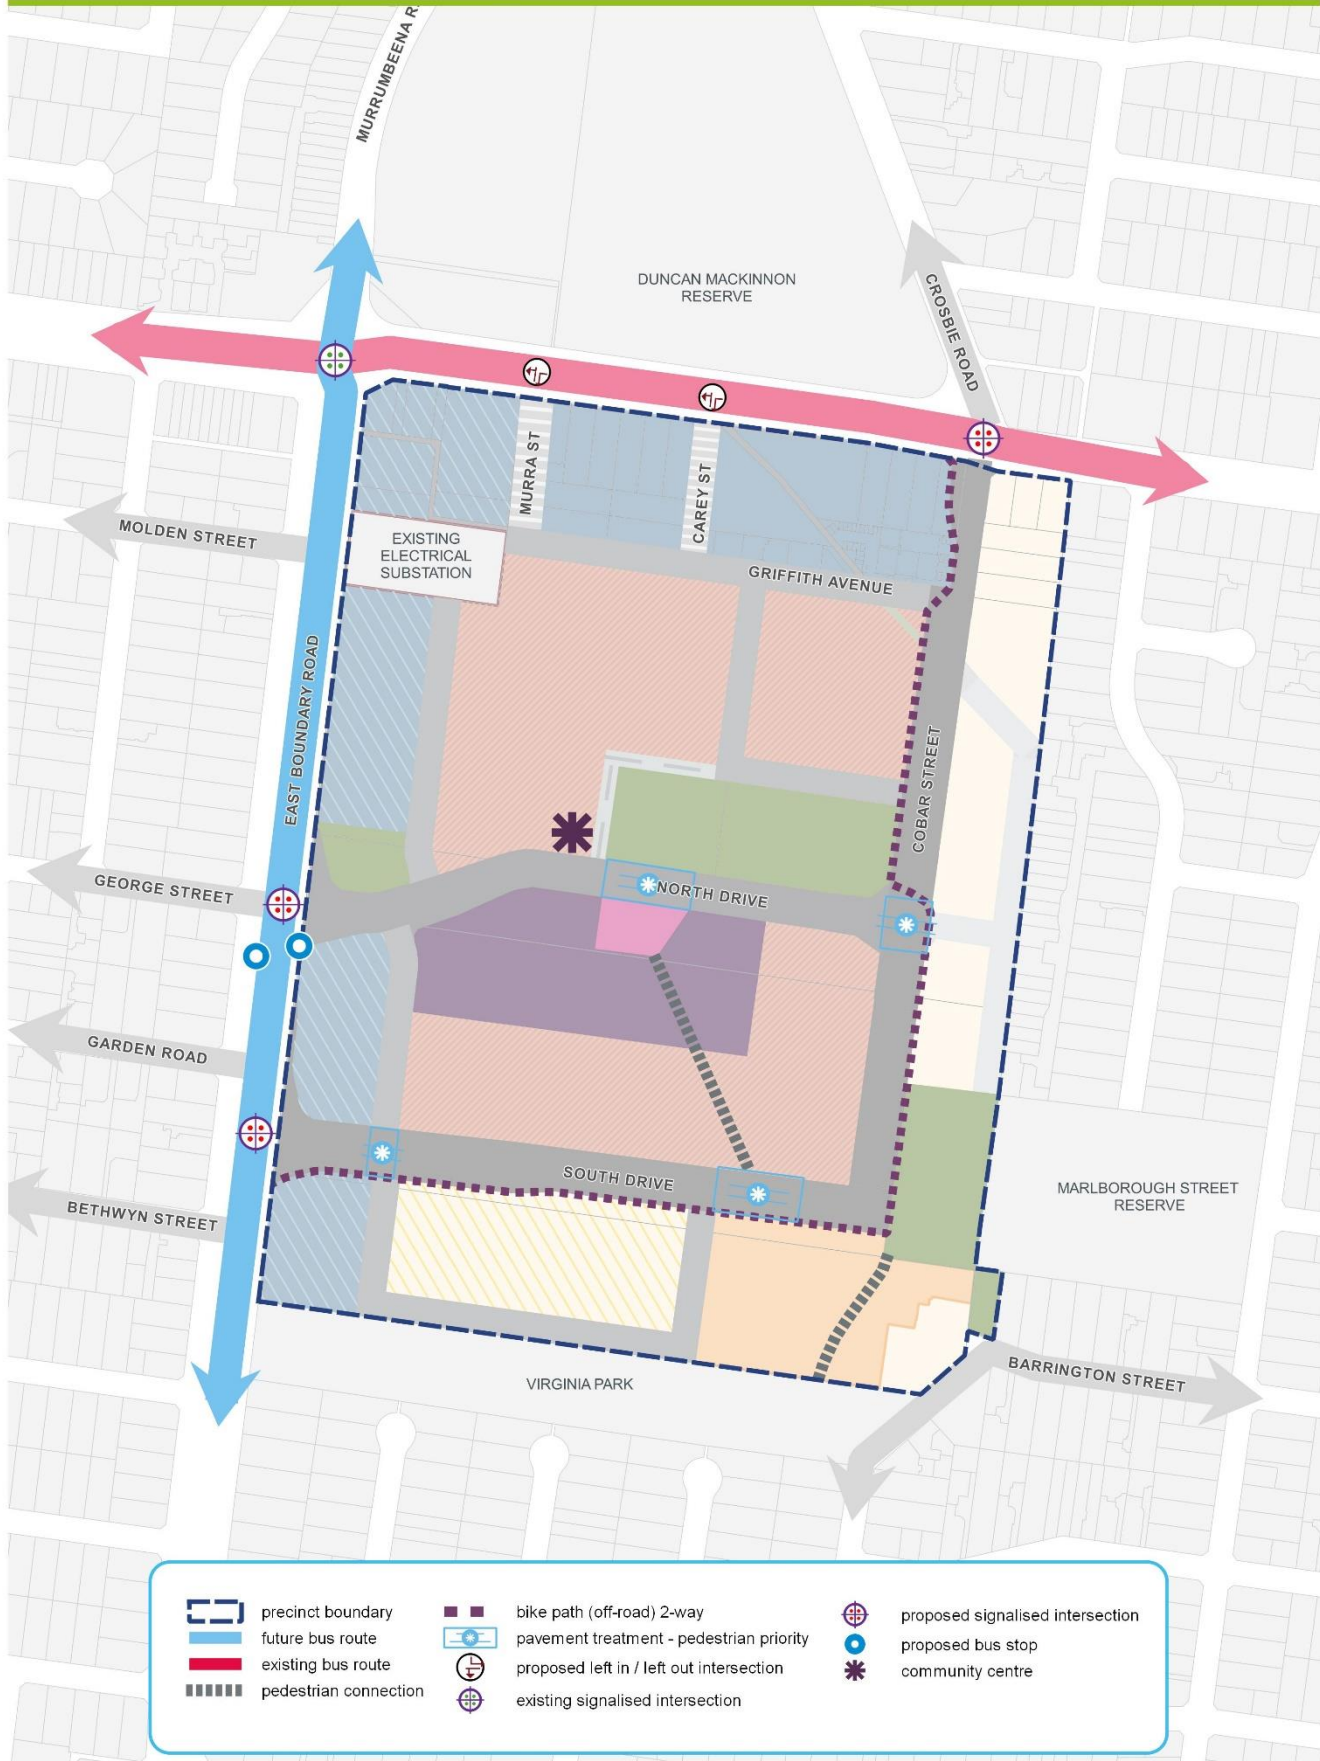 MURRUMBEENA R
DUNCAN MACKINNON
RESERVE
CROSBIE ROAD
MURRA ST
CAREY ST
MOLDEN STREET
EXISTING
ELECTRICAL
SUBSTATION
GRIFFITH AVENUE
EAST BOUNDARY ROAD
COBAR STREET
GEORGE STREET
NORTH DRIVE
GARDEN ROAD
SOUTH DRIVE
MARLBOROUGH STREET
RESERVE
BETHWYN STREET
VIRGINIA PARK
BARRINGTON STREET
precinct boundary
future bus route
existing bus route
pedestrian connection
bike path (off-road) 2-way
pavement treatment - pedestrian priority
proposed left in / left out intersection
existing signalised intersection
proposed signalised intersection
proposed bus stop
community centre